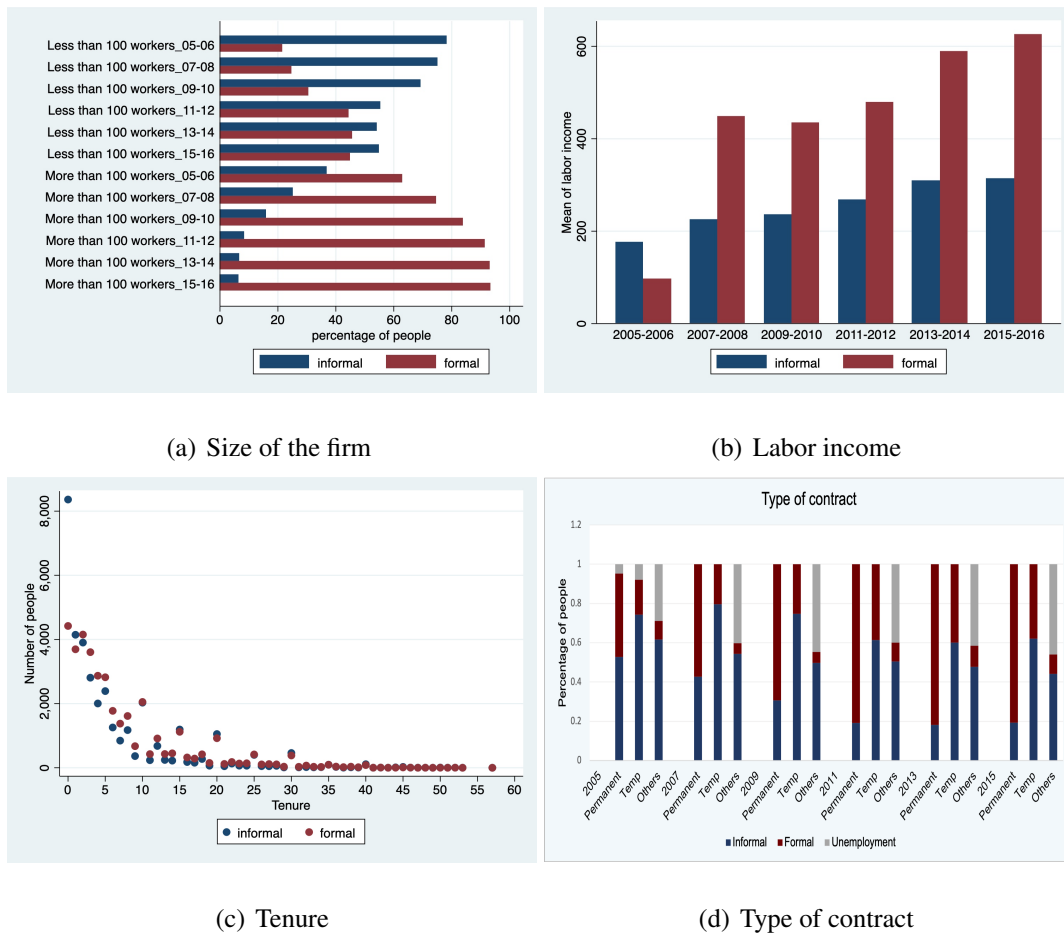 Less than 100 workers_05-06
Less than 100 workers_07-08
Less than 100 workers_09-10
Less than 100 workers_11-12
Less than 100 workers_13-14
Less than 100 workers_15-16
More than 100 workers_05-06
More than 100 workers_07-08
More than 100 workers_09-10
More than 100 workers_11-12
More than 100 workers_13-14
More than 100 workers_15-16
0 20 40 60 80 100
percentage of people
informal formal
(a) Size of the firm
Mean of labor income
600
400
200
0
2005-2006 2007-2008 2009-2010 2011-2012 2013-2014 2015-2016
informal formal
(b) Labor income
Number of people
8,000
6,000
4,000
2,000
0
0 5 10 15 20 25 30 35 40 45 50 55 60
Tenure
informal formal
(c) Tenure
Type of contract
Percentage of people
1.2
1
0.8
0.6
0.4
0.2
0
2005 Permanent Temp Others 2007 Permanent Temp Others 2009 Permanent Temp Others 2011 Permanent Temp Others 2013 Permanent Temp Others 2015 Permanent Temp Others
Informal Formal Unemployment
(d) Type of contract